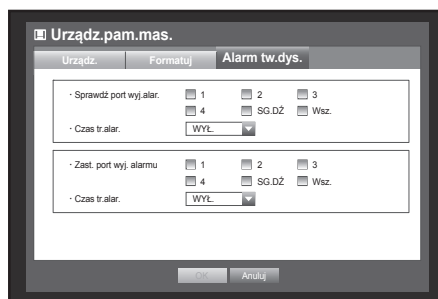 Urządz.pam.mas.
Urządz. Formatuj Alarm tw.dys.
· Sprawdź port wyj.alar. 1 2 3
4 SG.DŹ Wsz.
· Czas tr.alar. WYŁ.
· Zast. port wyj. alarmu 1 2 3
4 SG.DŹ Wsz.
· Czas tr.alar. WYŁ.
OK Anuluj